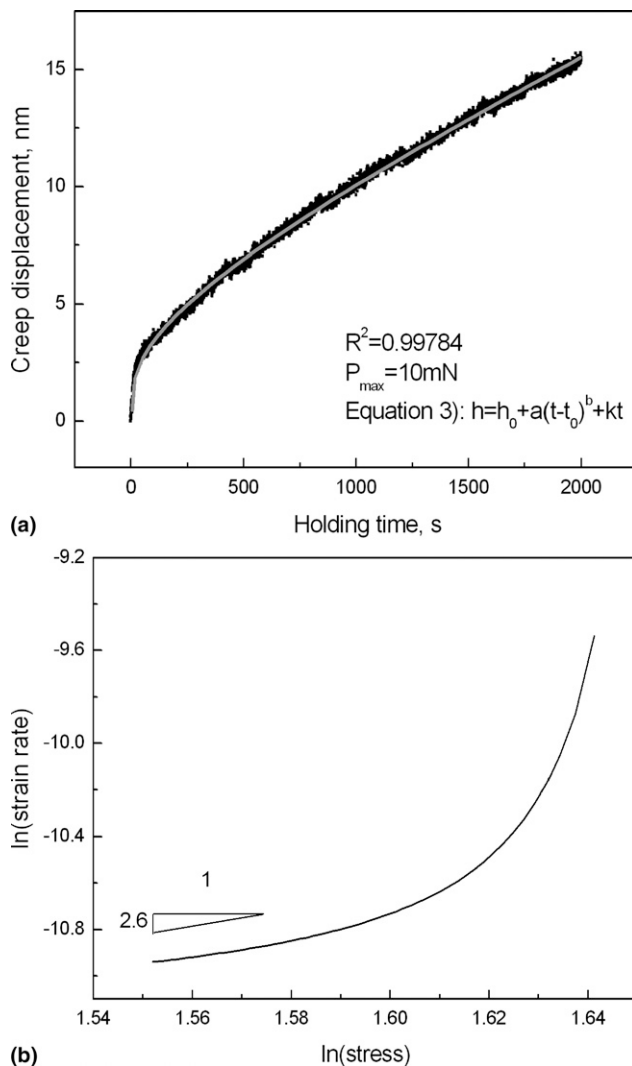 Creep displacement, nm
15
10
5
0
R²=0.99784
Pmax=10mN
Equation 3): h=h₀+a(t-t₀)ᵇ+kt
0 500 1000 1500 2000
(a)
Holding time, s
ln(strain rate)
-9.2
-9.6
-10.0
-10.4
-10.8
1
2.6
1.54 1.56 1.58 1.60 1.62 1.64
(b)
ln(stress)